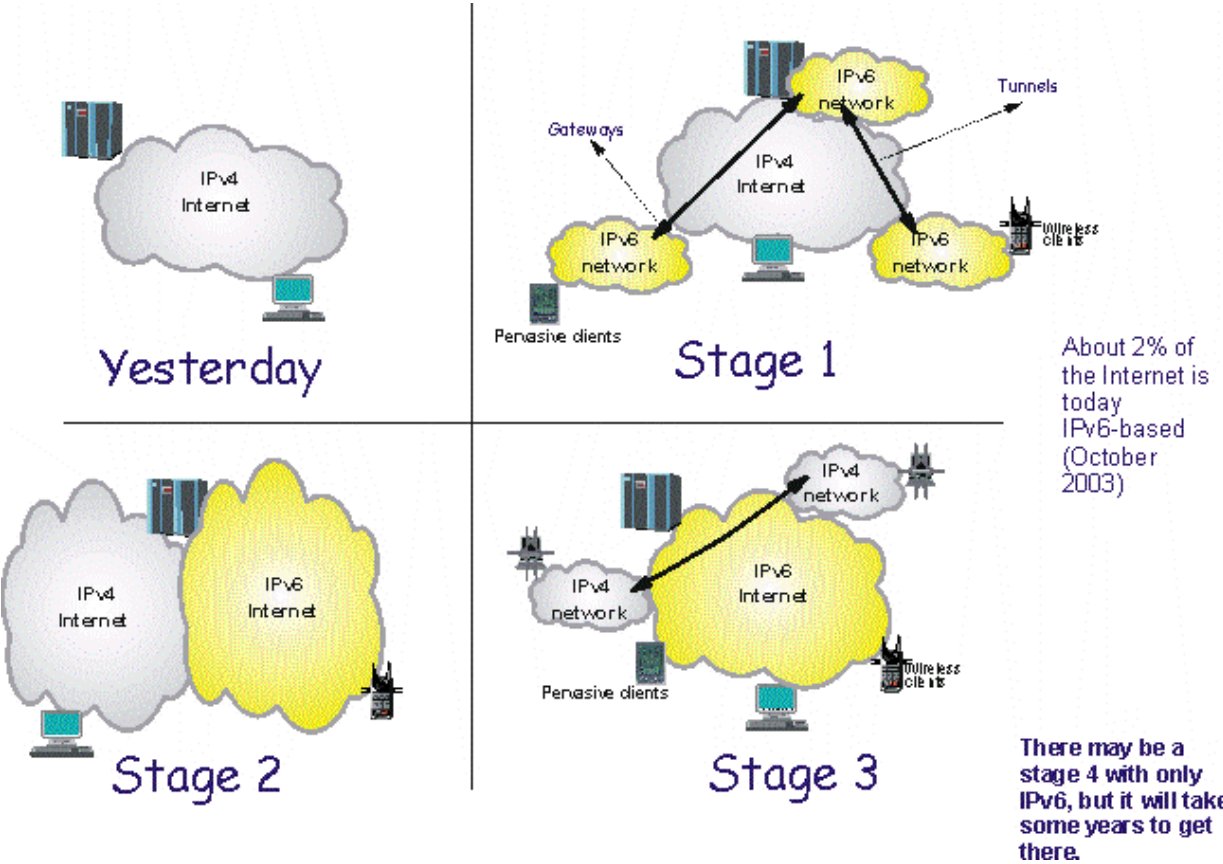 IPv4
Internet
Yesterday
IPv6
network
Tunnels
Gateways
IPv4
Internet
IPv6
network
IPv6
network
Wireless
clients
Pervasive clients
Stage 1
About 2% of
the Internet is
today
IPv6-based
(October
2003)
IPv4
Internet
IPv6
Internet
Stage 2
IPv4
network
IPv4
network
IPv6
Internet
Wireless
clients
Pervasive clients
Stage 3
There may be a
stage 4 with only
IPv6, but it will take
some years to get
there.